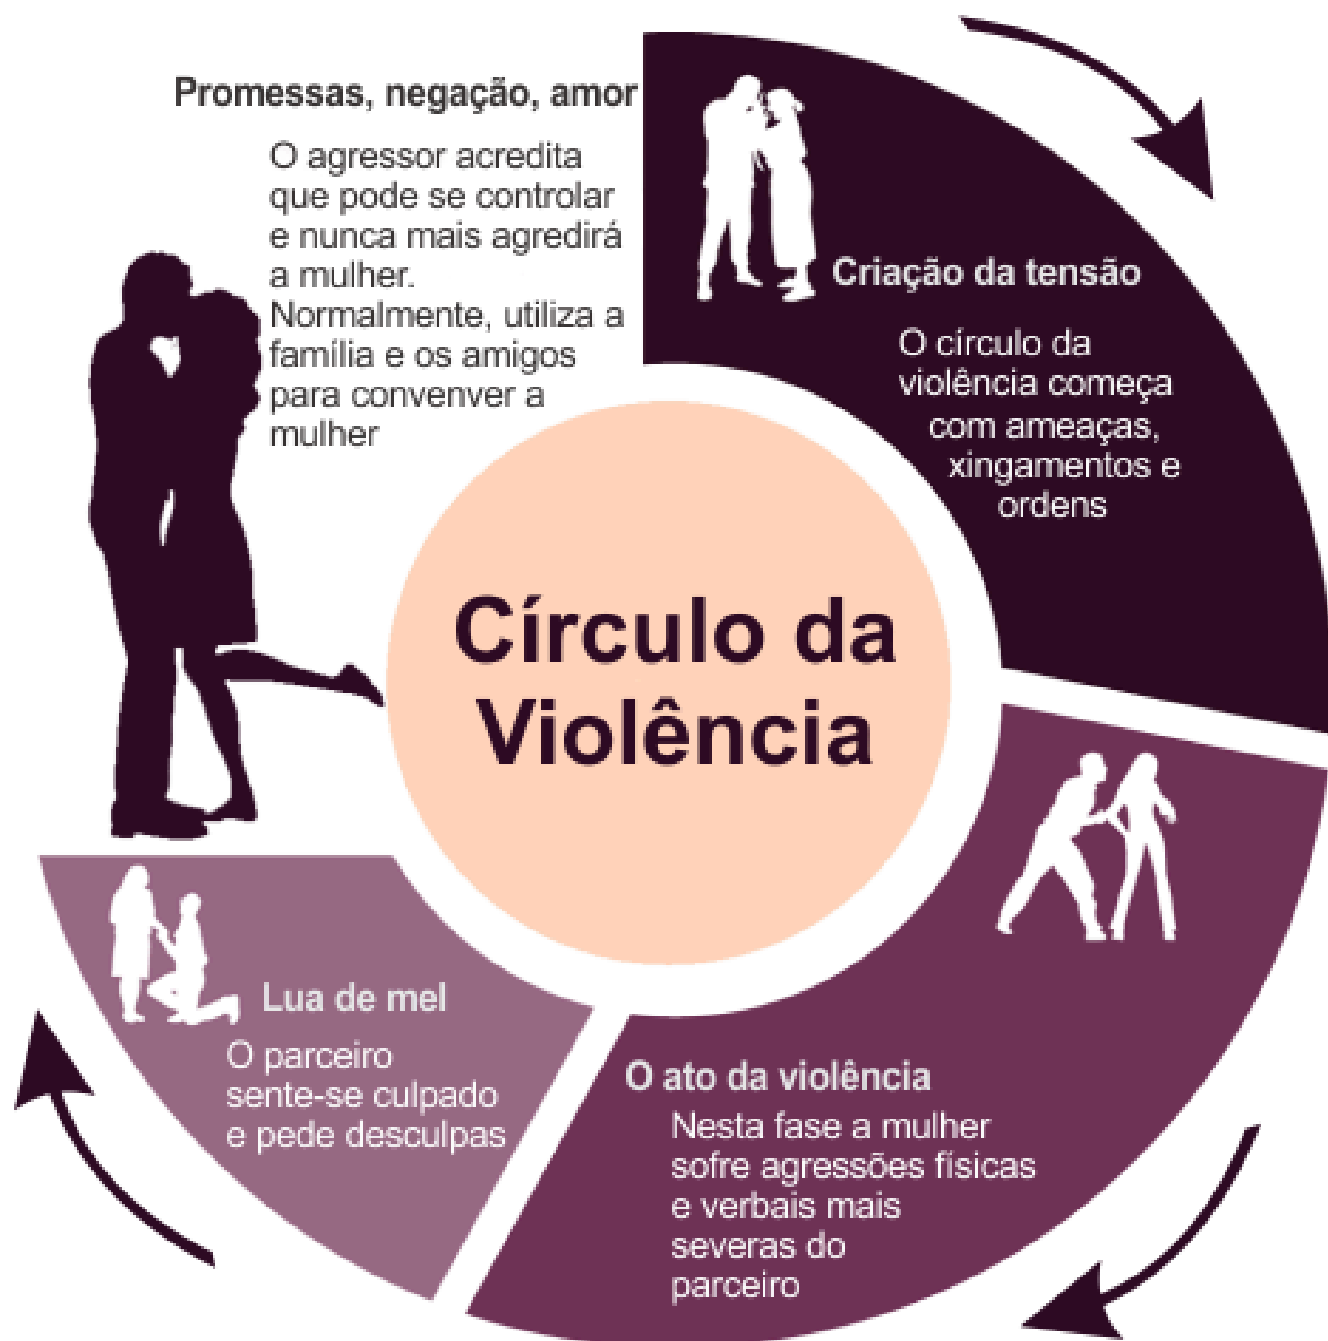 Círculo da
Violência
Criação da tensão
O círculo da
violência começa
com ameaças,
xingamentos e
ordens
O ato da violência
Nesta fase a mulher
sofre agressões físicas
e verbais mais
severas do
parceiro
Lua de mel
O parceiro
sente-se culpado
e pede desculpas
Promessas, negação, amor
O agressor acredita
que pode se controlar
e nunca mais agredirá
a mulher.
Normalmente, utiliza a
família e os amigos
para convenver a
mulher